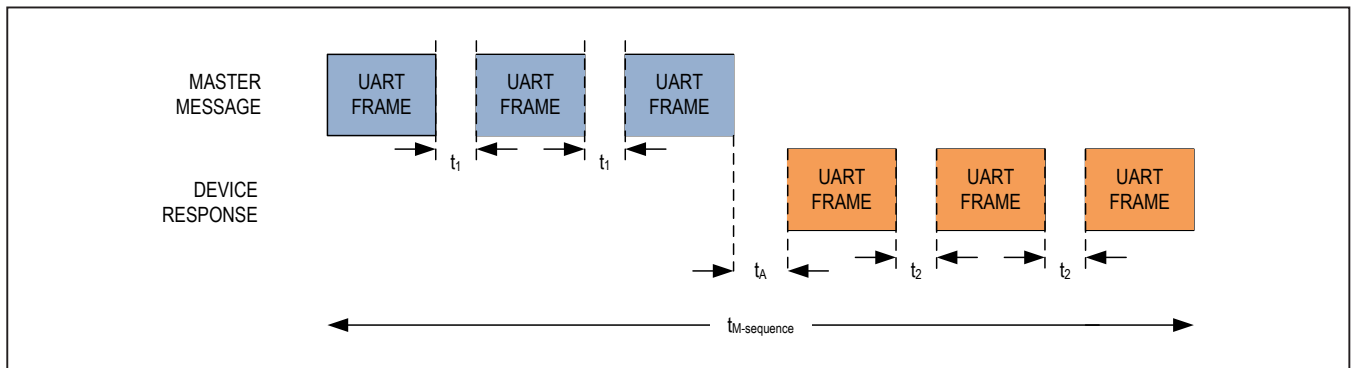 MASTER
MESSAGE
UART
FRAME
UART
FRAME
UART
FRAME
t1
t1
DEVICE
RESPONSE
UART
FRAME
UART
FRAME
UART
FRAME
tA
t2
t2
tM-sequence